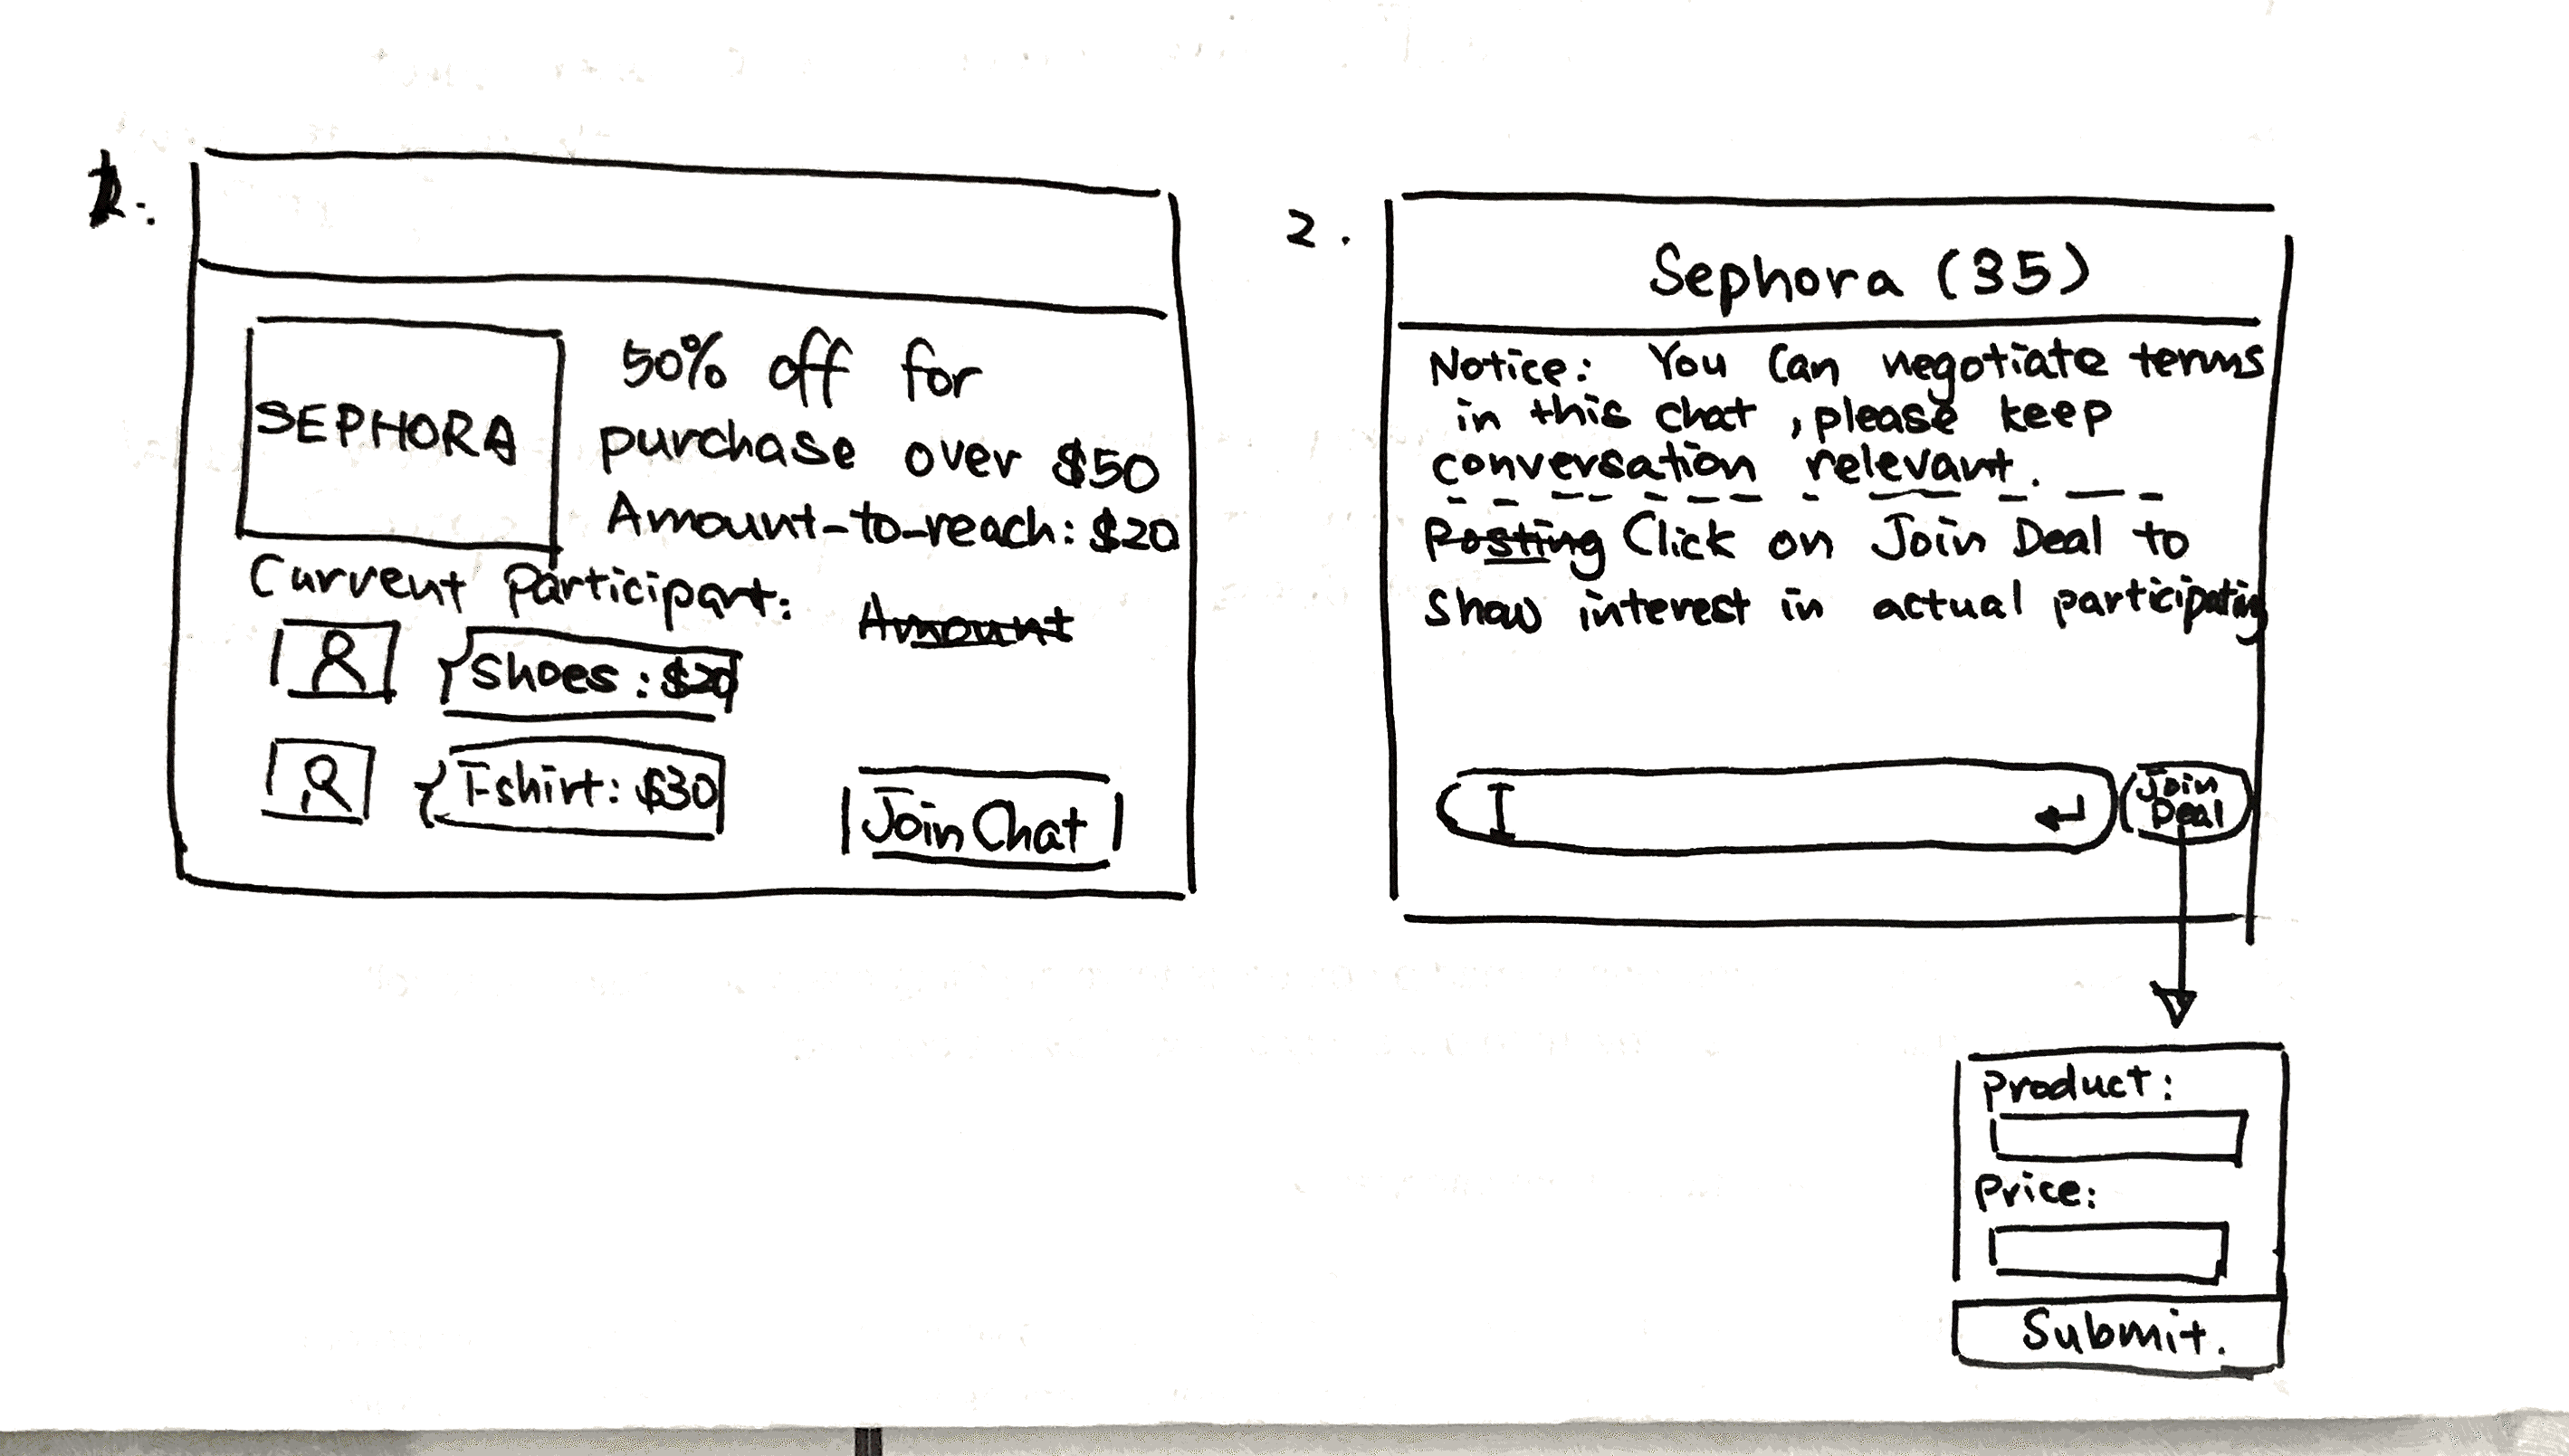 1.
SEPHORA
50% off for
purchase over $50
Amount-to-reach: $20
Current Participant:
Amount
Shoes: $20
T-shirt: $30
Join Chat
2.
Sephora (35)
Notice: You Can negotiate terms
in this chat, please keep
conversation relevant.
Posting Click on Join Deal to
show interest in actual participating
Join
Deal
Product:
Price:
Submit.